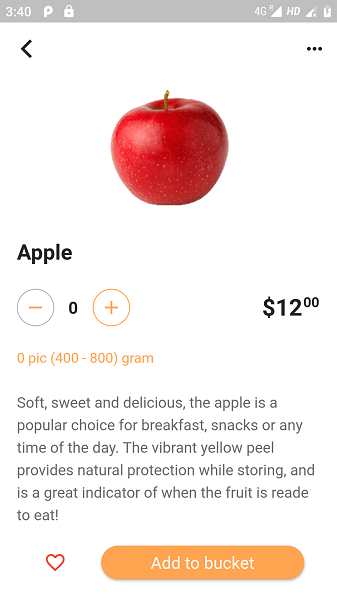 3:40 4G R HD
Apple
0
$12⁰⁰
0 pic (400 - 800) gram
Soft, sweet and delicious, the apple is a
popular choice for breakfast, snacks or any
time of the day. The vibrant yellow peel
provides natural protection while storing, and
is a great indicator of when the fruit is reade
to eat!
Add to bucket